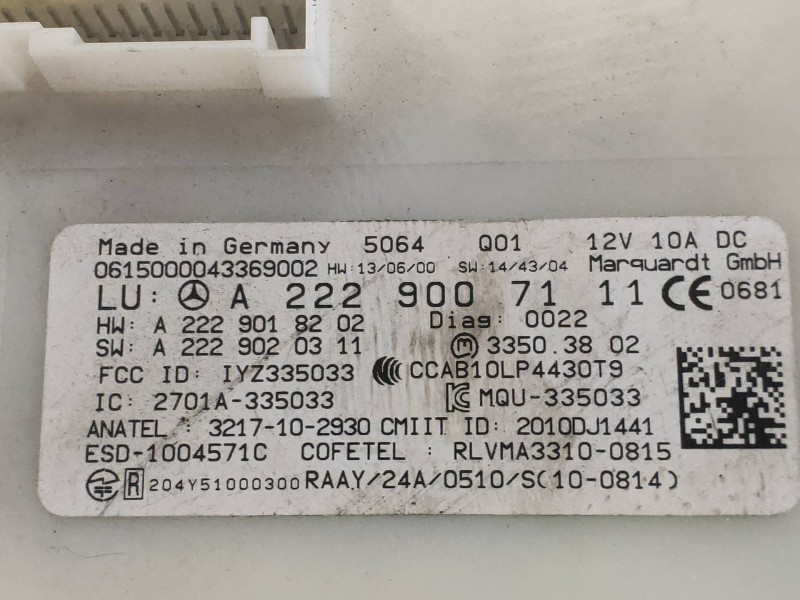 Made in Germany 5064 Q01 12V 10A DC
0615000043369002 HW:13/06/00 SW:14/43/04 Marquardt GmbH
LU: A 222 900 71 11 CE 0681
HW: A 222 901 82 02 Diag: 0022
SW: A 222 902 03 11 M 3350.3802
FCC ID: IYZ335033 CCAB10LP4430T9
IC: 2701A-335033 KC MQU-335033
ANATEL : 3217-10-2930 CMIIT ID: 2010DJ1441
ESD-1004571C COFETEL : RLVMA3310-0815
R 204Y51000300 RAAY/24A/0510/S(10-0814)